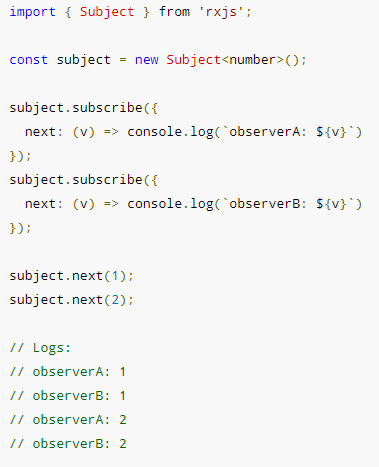 import { Subject } from 'rxjs';
const subject = new Subject<number>();
subject.subscribe({
next: (v) => console.log(`observerA: ${v}`)
});
subject.subscribe({
next: (v) => console.log(`observerB: ${v}`)
});
subject.next(1);
subject.next(2);
// Logs:
// observerA: 1
// observerB: 1
// observerA: 2
// observerB: 2